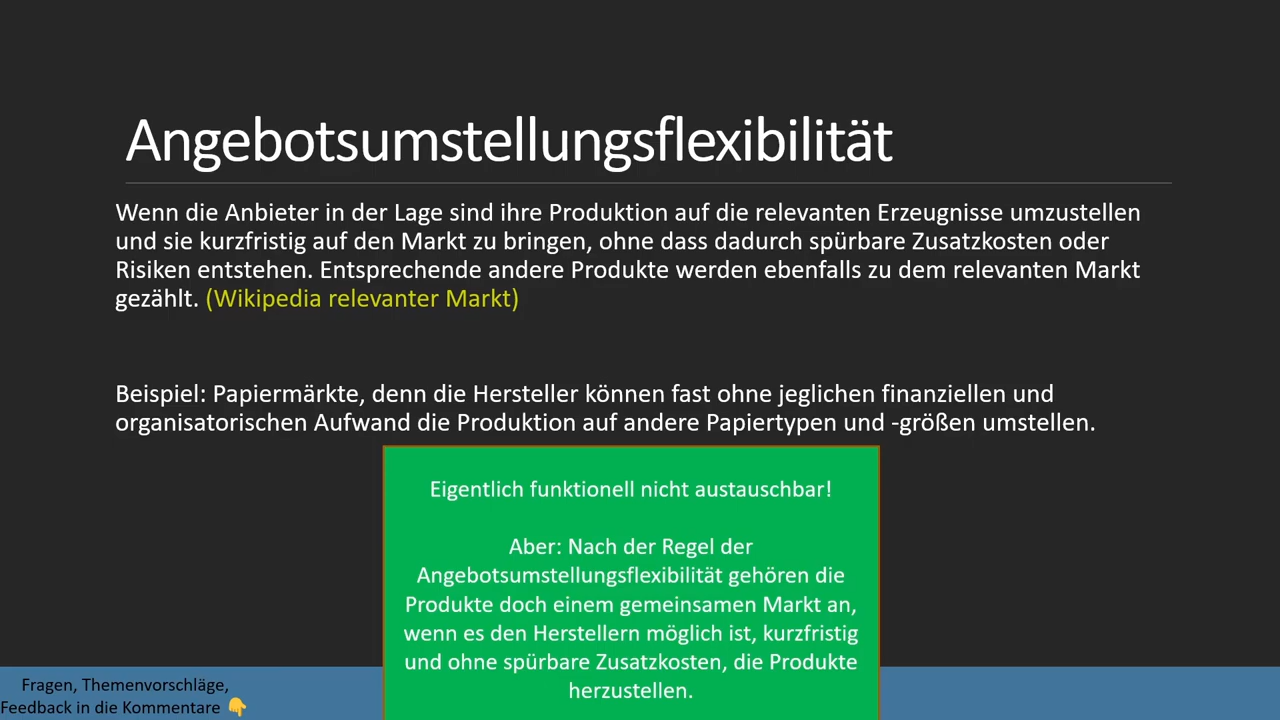 Angebotsumstellungsflexibilität
Wenn die Anbieter in der Lage sind ihre Produktion auf die relevanten Erzeugnisse umzustellen
und sie kurzfristig auf den Markt zu bringen, ohne dass dadurch spürbare Zusatzkosten oder
Risiken entstehen. Entsprechende andere Produkte werden ebenfalls zu dem relevanten Markt
gezählt. (Wikipedia relevanter Markt)
Beispiel: Papiermärkte, denn die Hersteller können fast ohne jeglichen finanziellen und
organisatorischen Aufwand die Produktion auf andere Papiertypen und -größen umstellen.
Eigentlich funktionell nicht austauschbar!
Aber: Nach der Regel der
Angebotsumstellungsflexibilität gehören die
Produkte doch einem gemeinsamen Markt an,
wenn es den Herstellern möglich ist, kurzfristig
und ohne spürbare Zusatzkosten, die Produkte
herzustellen.
Fragen, Themenvorschläge,
Feedback in die Kommentare 👇